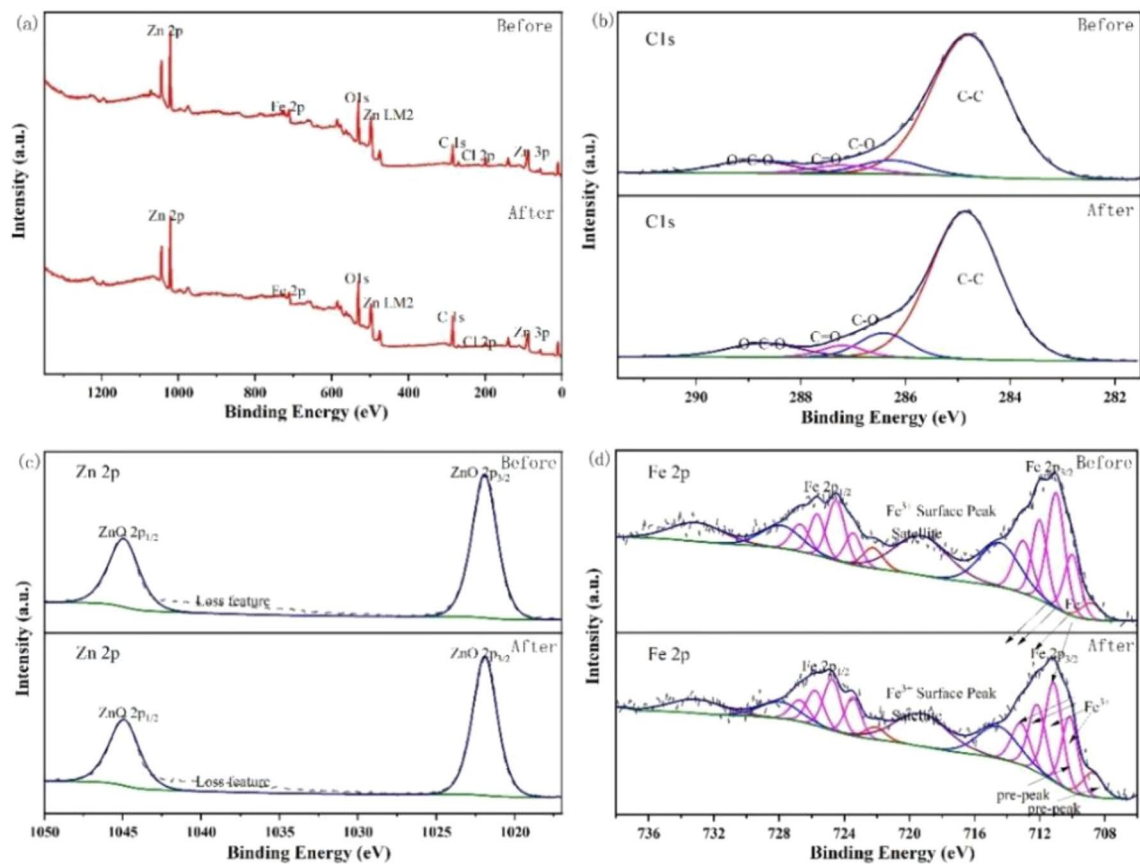 (a)
Before
Zn 2p
Fe 2p
O1s
Zn LM2
C 1s
Cl 2p
Zn 3p
After
Zn 2p
Fe 2p
O1s
Zn LM2
C 1s
Cl 2p
Zn 3p
Intensity (a.u.)
1200 1000 800 600 400 200 0
Binding Energy (eV)
(b)
Before
C1s
C-C
C-O
C=O
O-C-O
After
C1s
C-C
C-O
C=O
O-C-O
Intensity (a.u.)
290 288 286 284 282
Binding Energy (eV)
(c)
Zn 2p
Before
ZnO 2p3/2
ZnO 2p1/2
Loss feature
Zn 2p
After
ZnO 2p3/2
ZnO 2p1/2
Loss feature
Intensity (a.u.)
1050 1045 1040 1035 1030 1025 1020
Binding Energy (eV)
(d)
Fe 2p
Before
Fe 2p3/2
Fe 2p1/2
Fe3+ Surface Peak
Satellite
Fe
Fe 2p
After
Fe 2p3/2
Fe 2p1/2
Fe3+ Surface Peak
Satellite
Fe3+
pre-peak
pre-peak
Intensity (a.u.)
736 732 728 724 720 716 712 708
Binding Energy (eV)